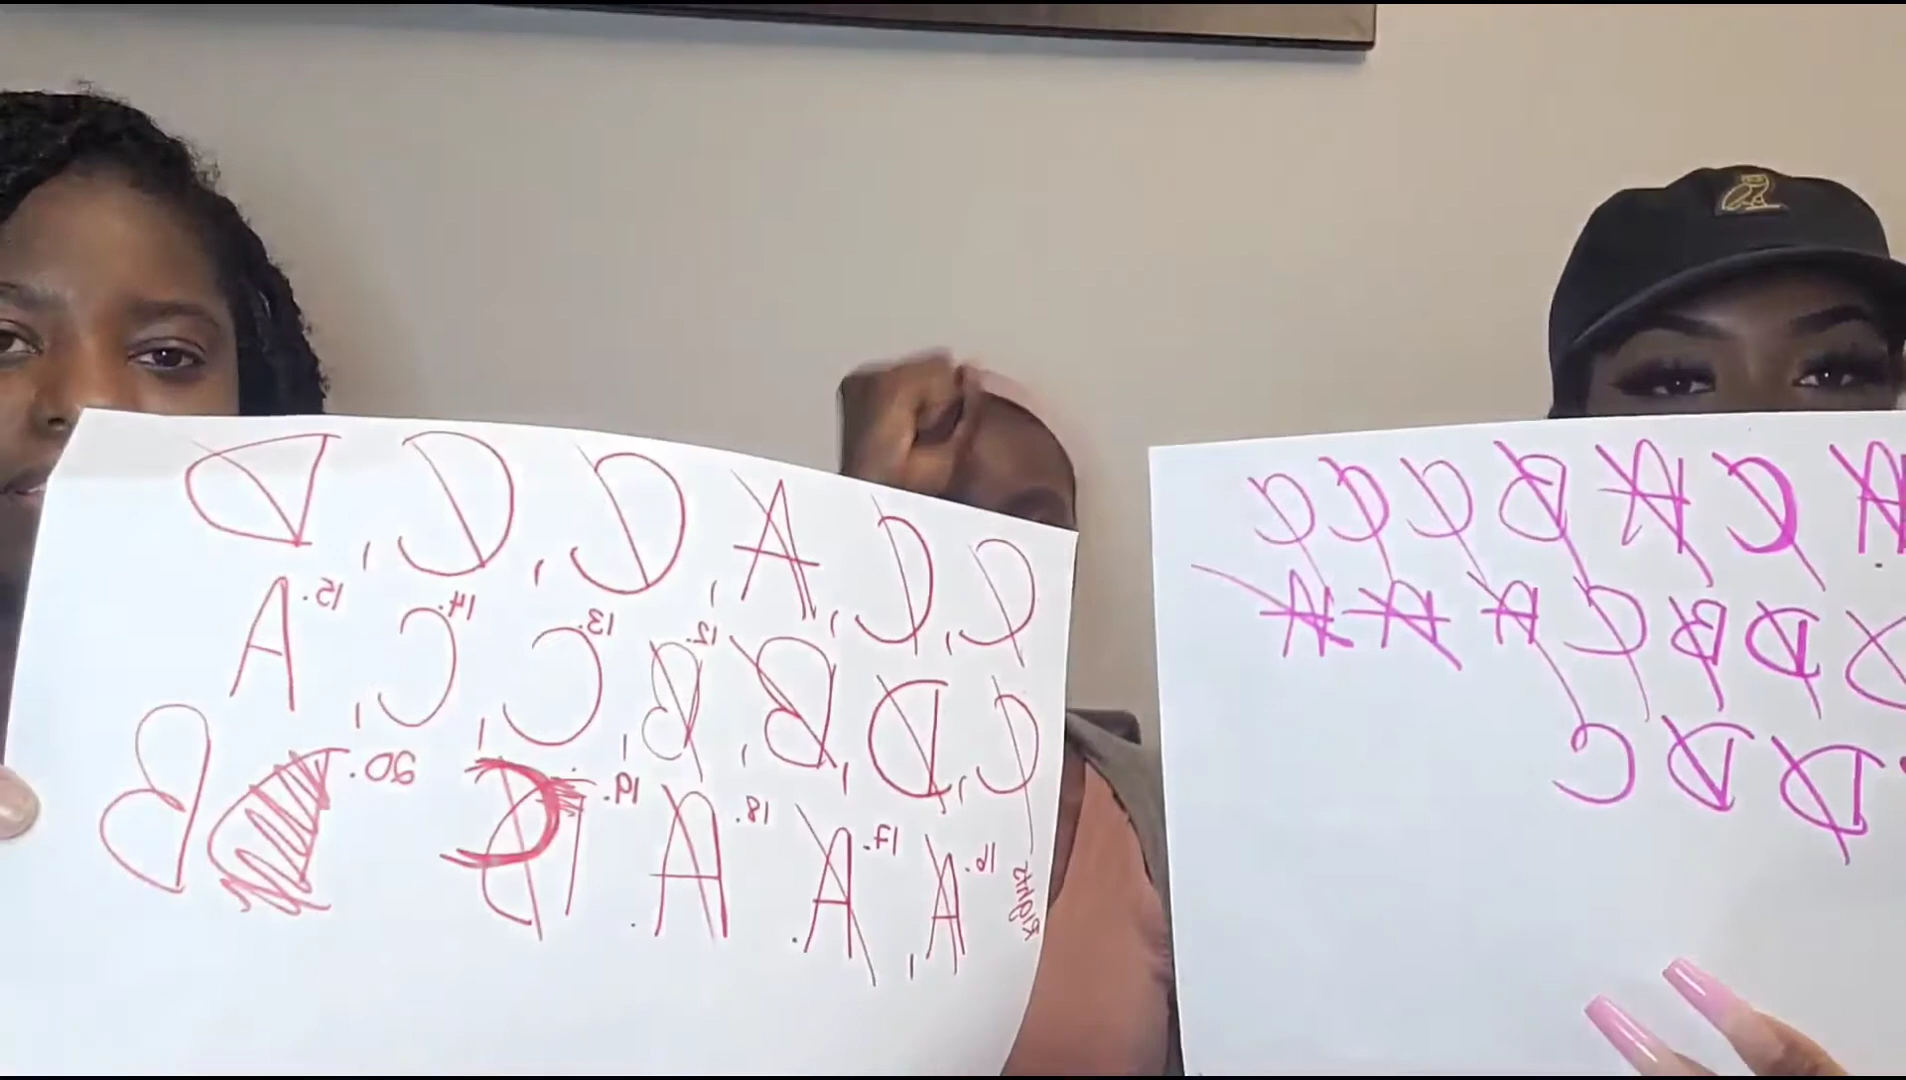 C, C, A, C, C, D
C, D, B, 12. B, 13. C, 14. C, 15. A
Rights 16. A, 17. A. 18. A. 19. 20. B
A C A B C C C
D D B C A A A
D D C